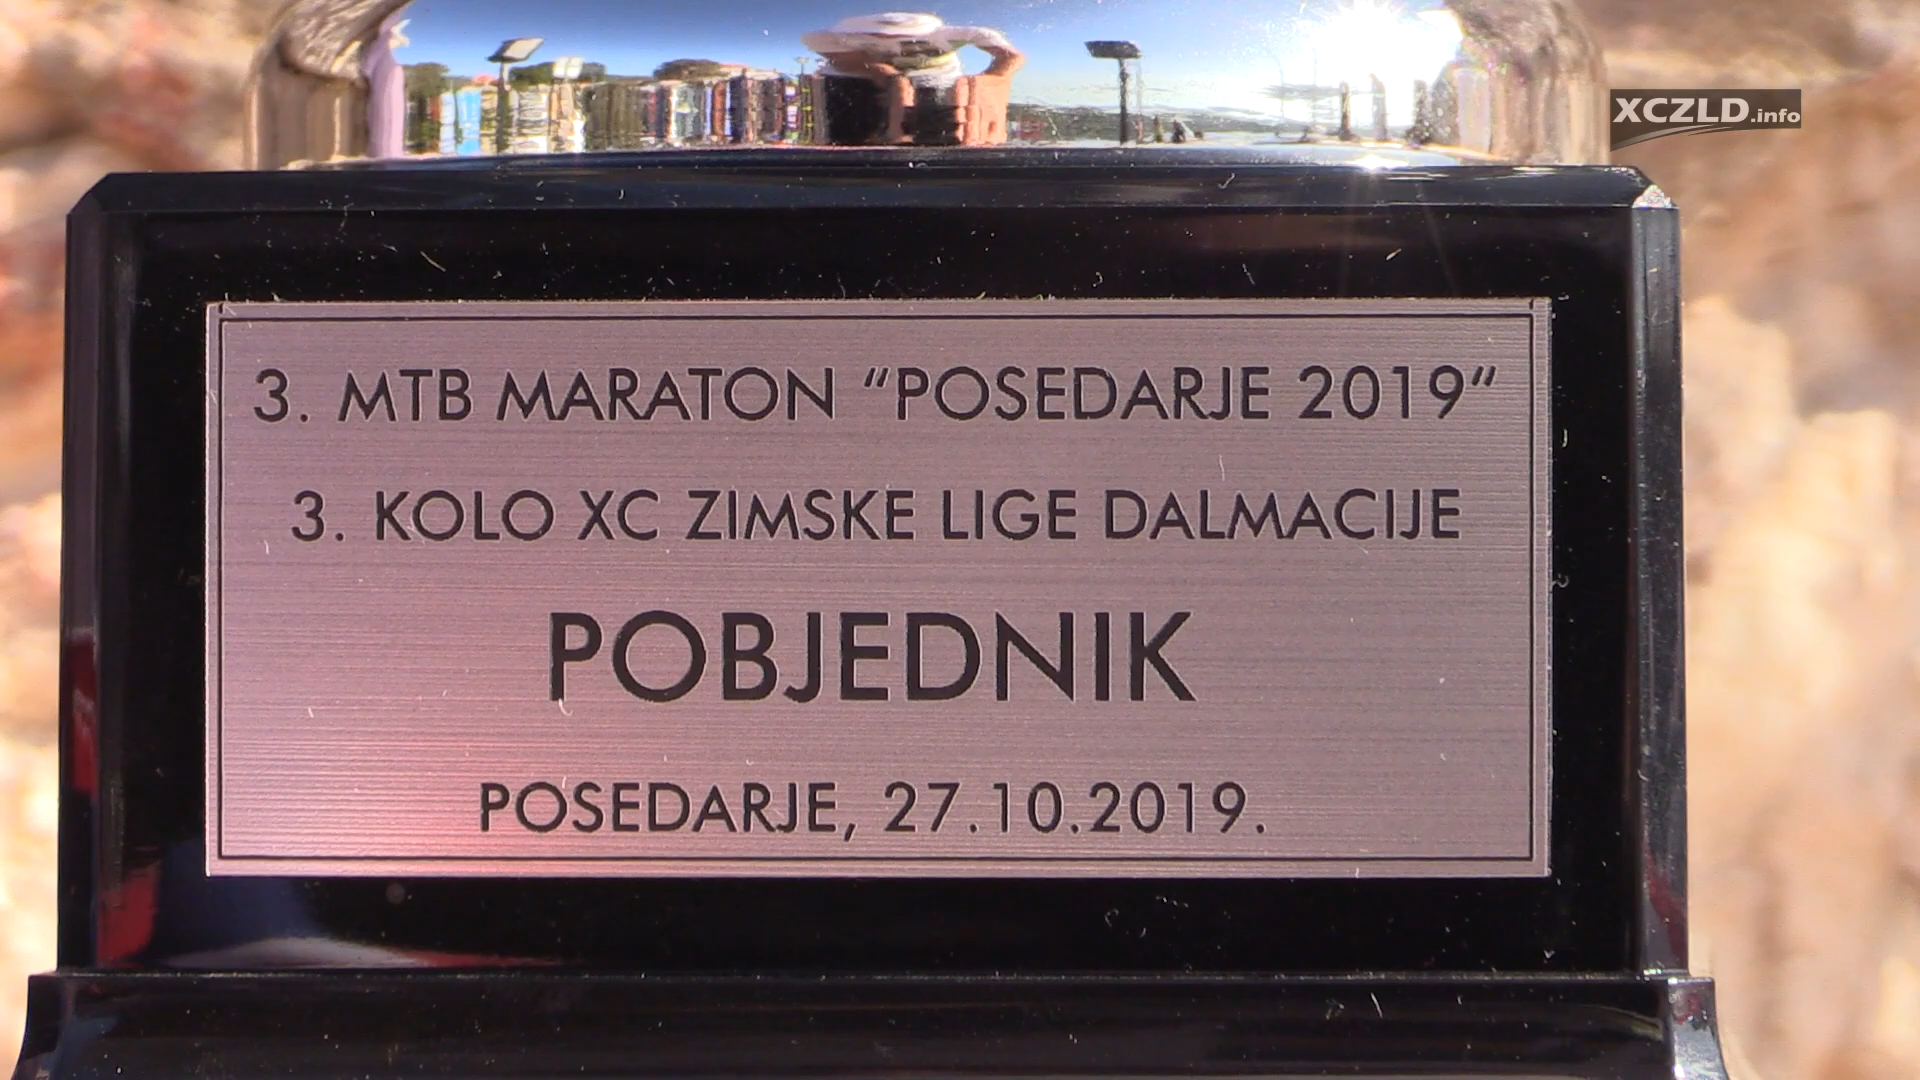 XCZLD.info
3. MTB MARATON “POSEDARJE 2019“
3. KOLO XC ZIMSKE LIGE DALMACIJE
POBJEDNIK
POSEDARJE, 27.10.2019.